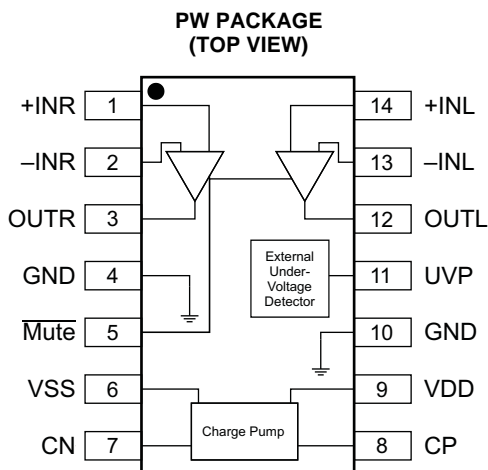 PW PACKAGE
(TOP VIEW)
+INR 1 14 +INL
–INR 2 13 –INL
OUTR 3 12 OUTL
GND 4 External Under- Voltage Detector 11 UVP
Mute 5 10 GND
VSS 6 9 VDD
CN 7 Charge Pump 8 CP